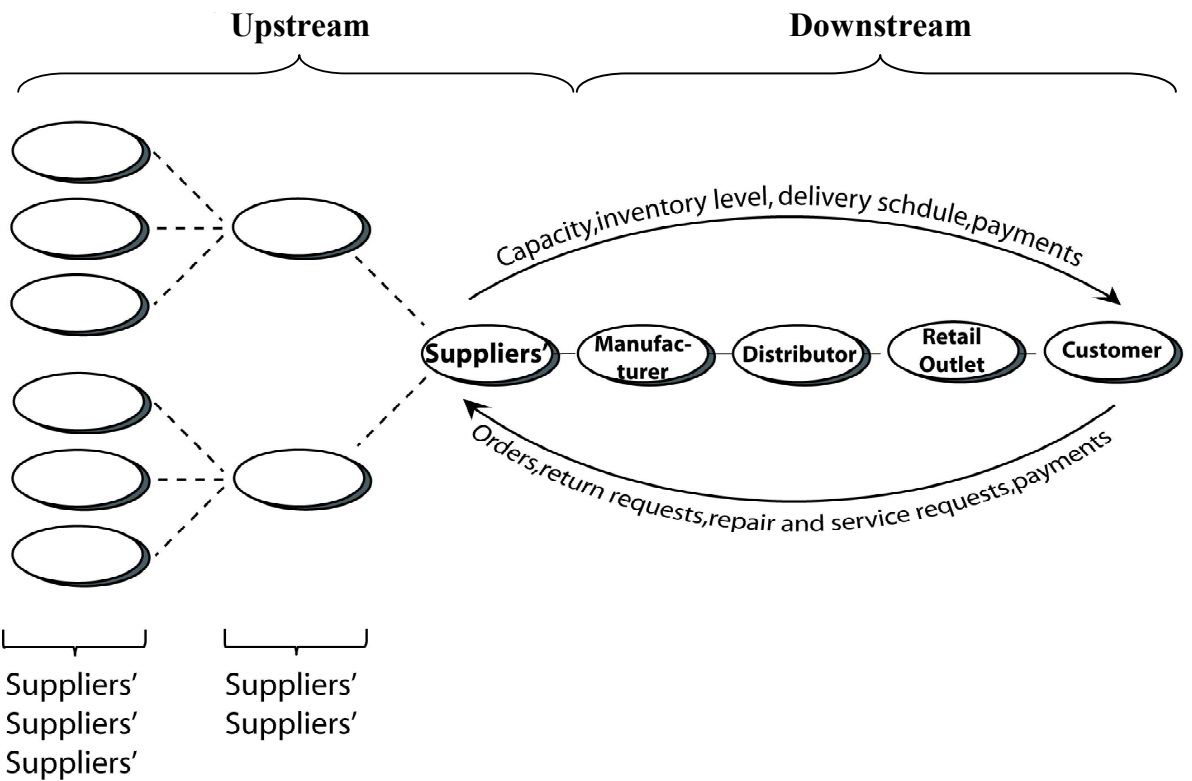 Upstream
Downstream
Capacity,inventory level, delivery schdule,payments
Suppliers’
Manufac-
turer
Distributor
Retail
Outlet
Customer
Orders,return requests,repair and service requests,payments
Suppliers’
Suppliers’
Suppliers’
Suppliers’
Suppliers’